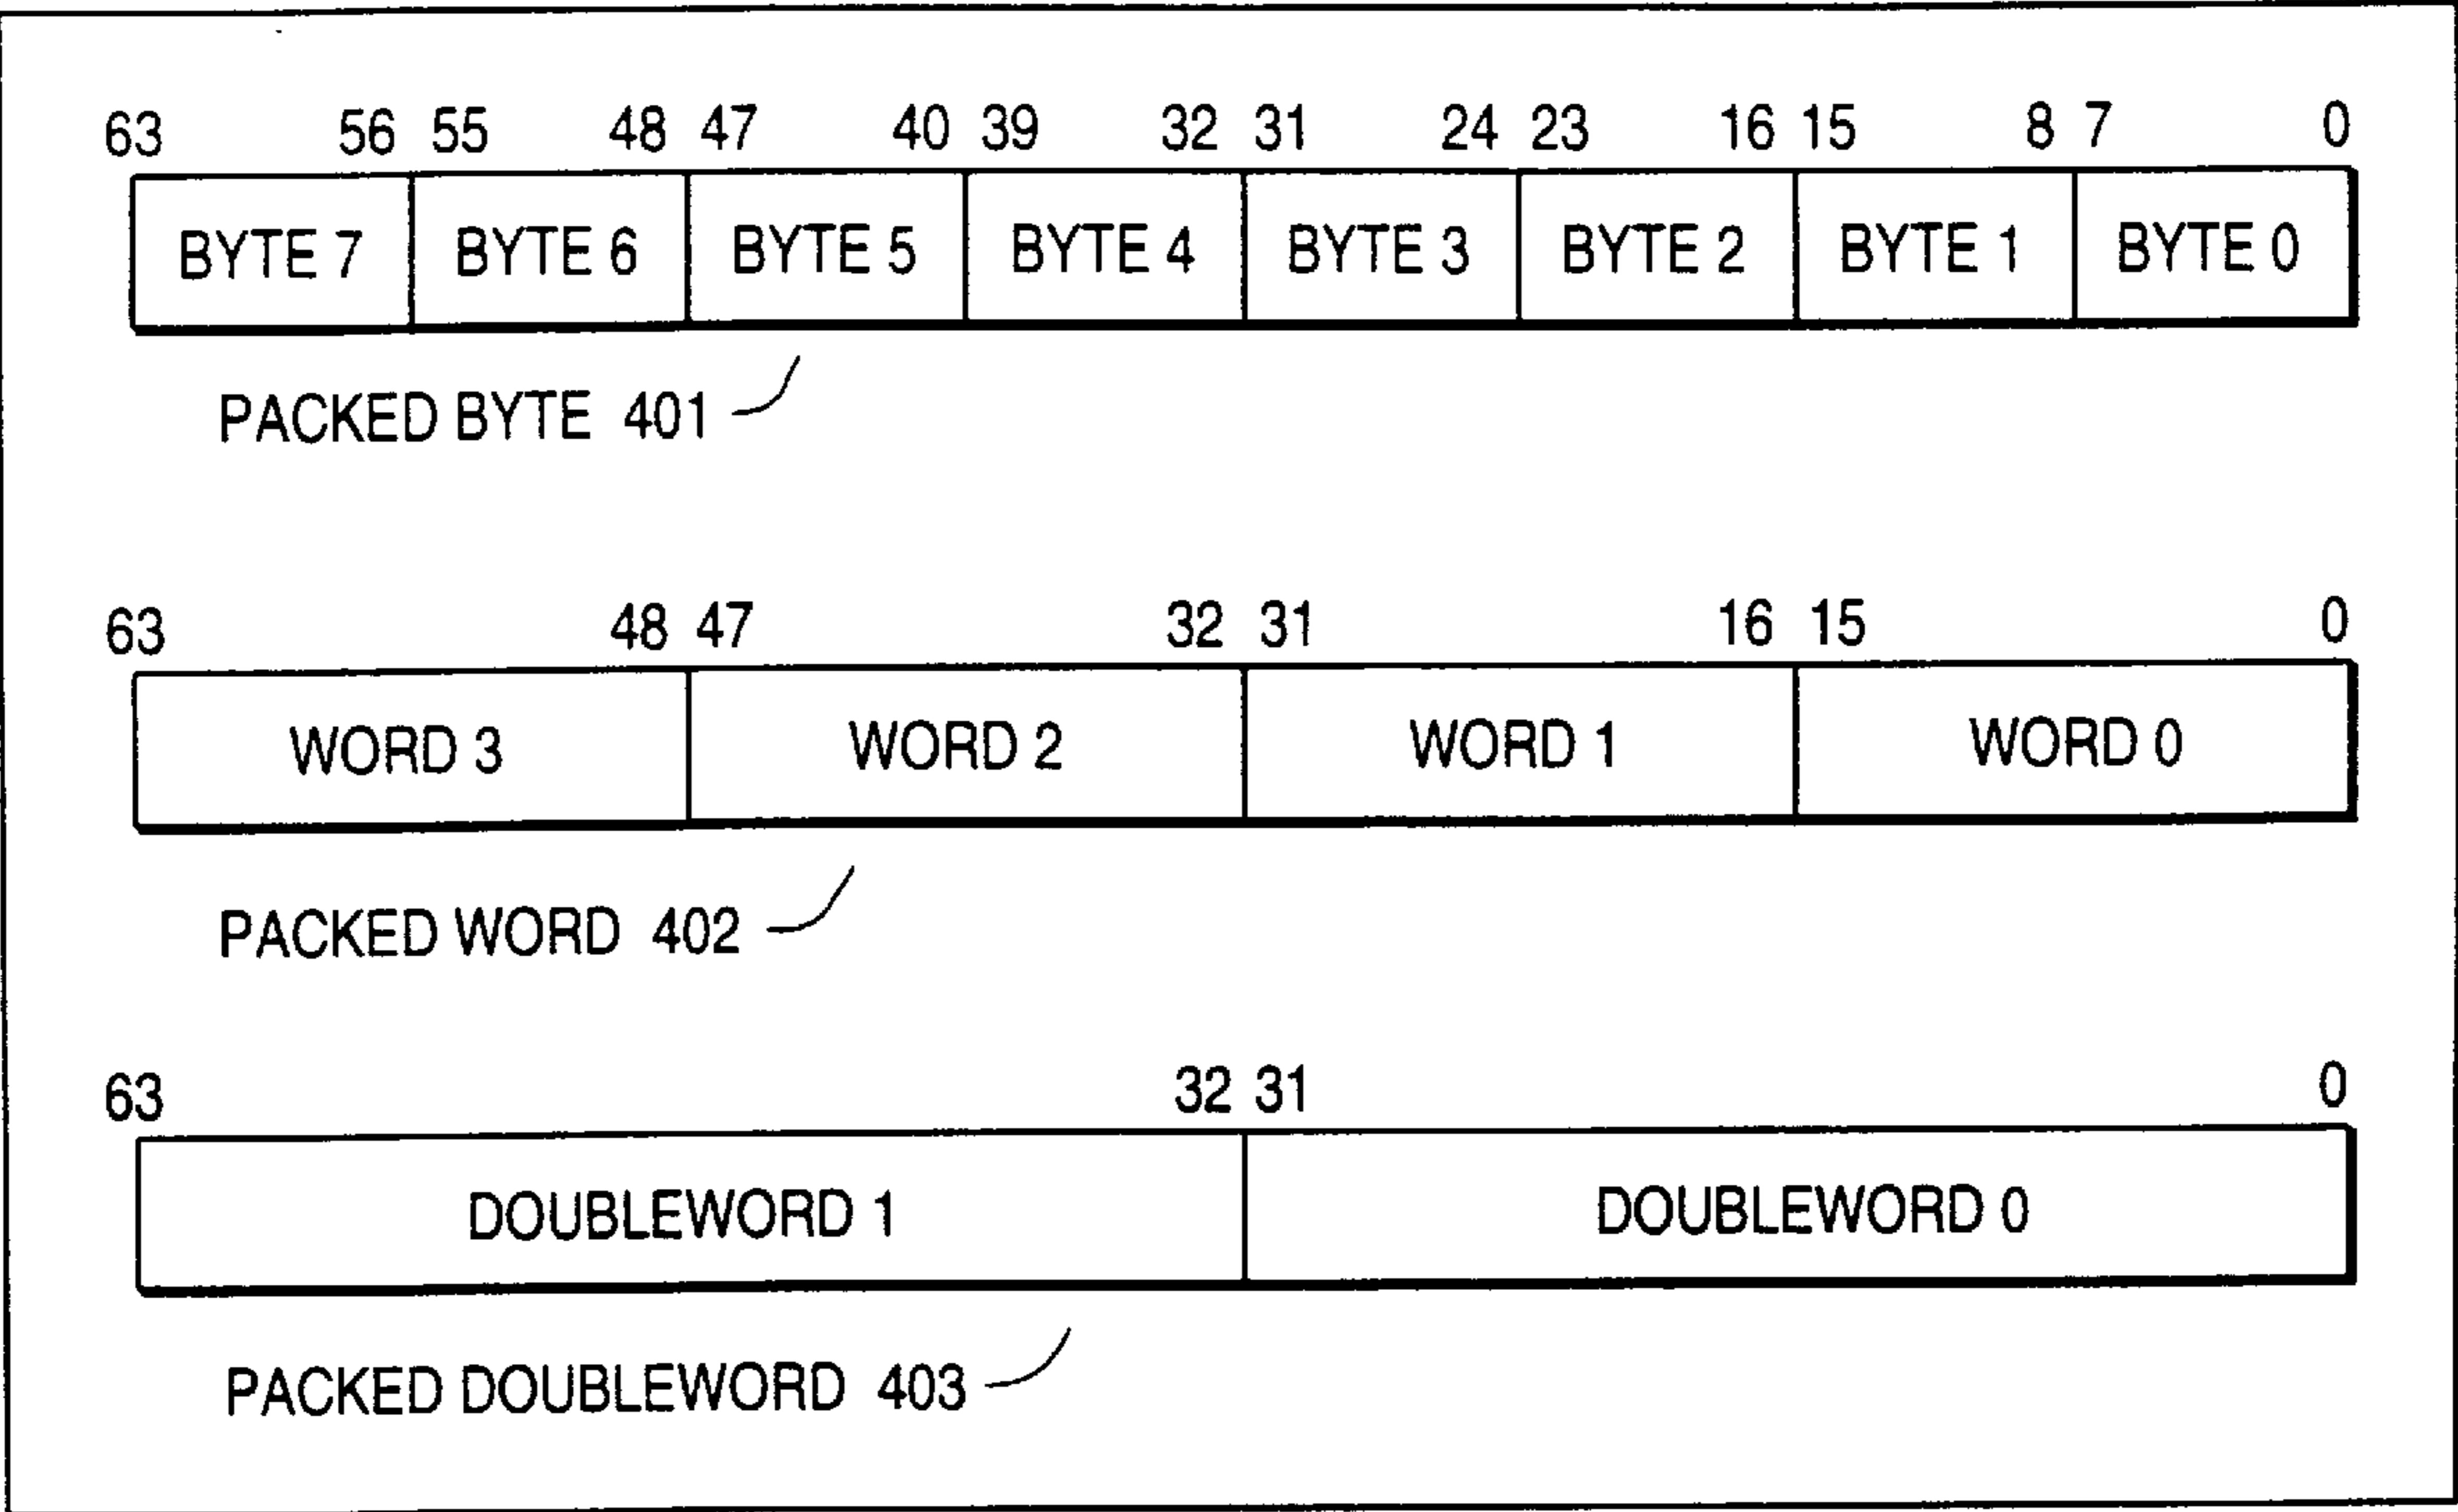 63 56 55 48 47 40 39 32 31 24 23 16 15 8 7 0
BYTE 7 BYTE 6 BYTE 5 BYTE 4 BYTE 3 BYTE 2 BYTE 1 BYTE 0
PACKED BYTE 401
63 48 47 32 31 16 15 0
WORD 3 WORD 2 WORD 1 WORD 0
PACKED WORD 402
63 32 31 0
DOUBLEWORD 1 DOUBLEWORD 0
PACKED DOUBLEWORD 403